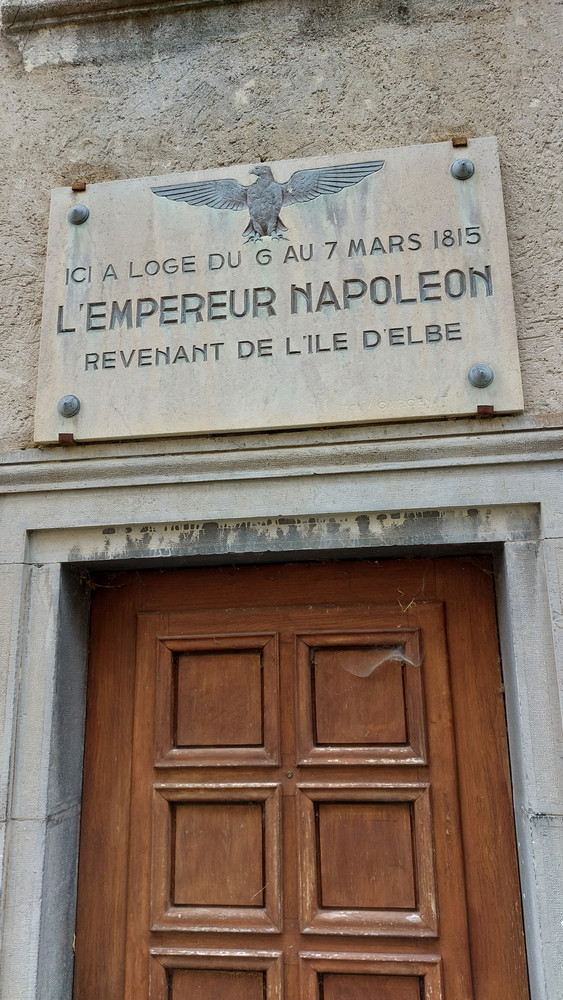 ICI A LOGE DU 6 AU 7 MARS 1815
L'EMPEREUR NAPOLEON
REVENANT DE L'ILE D'ELBE